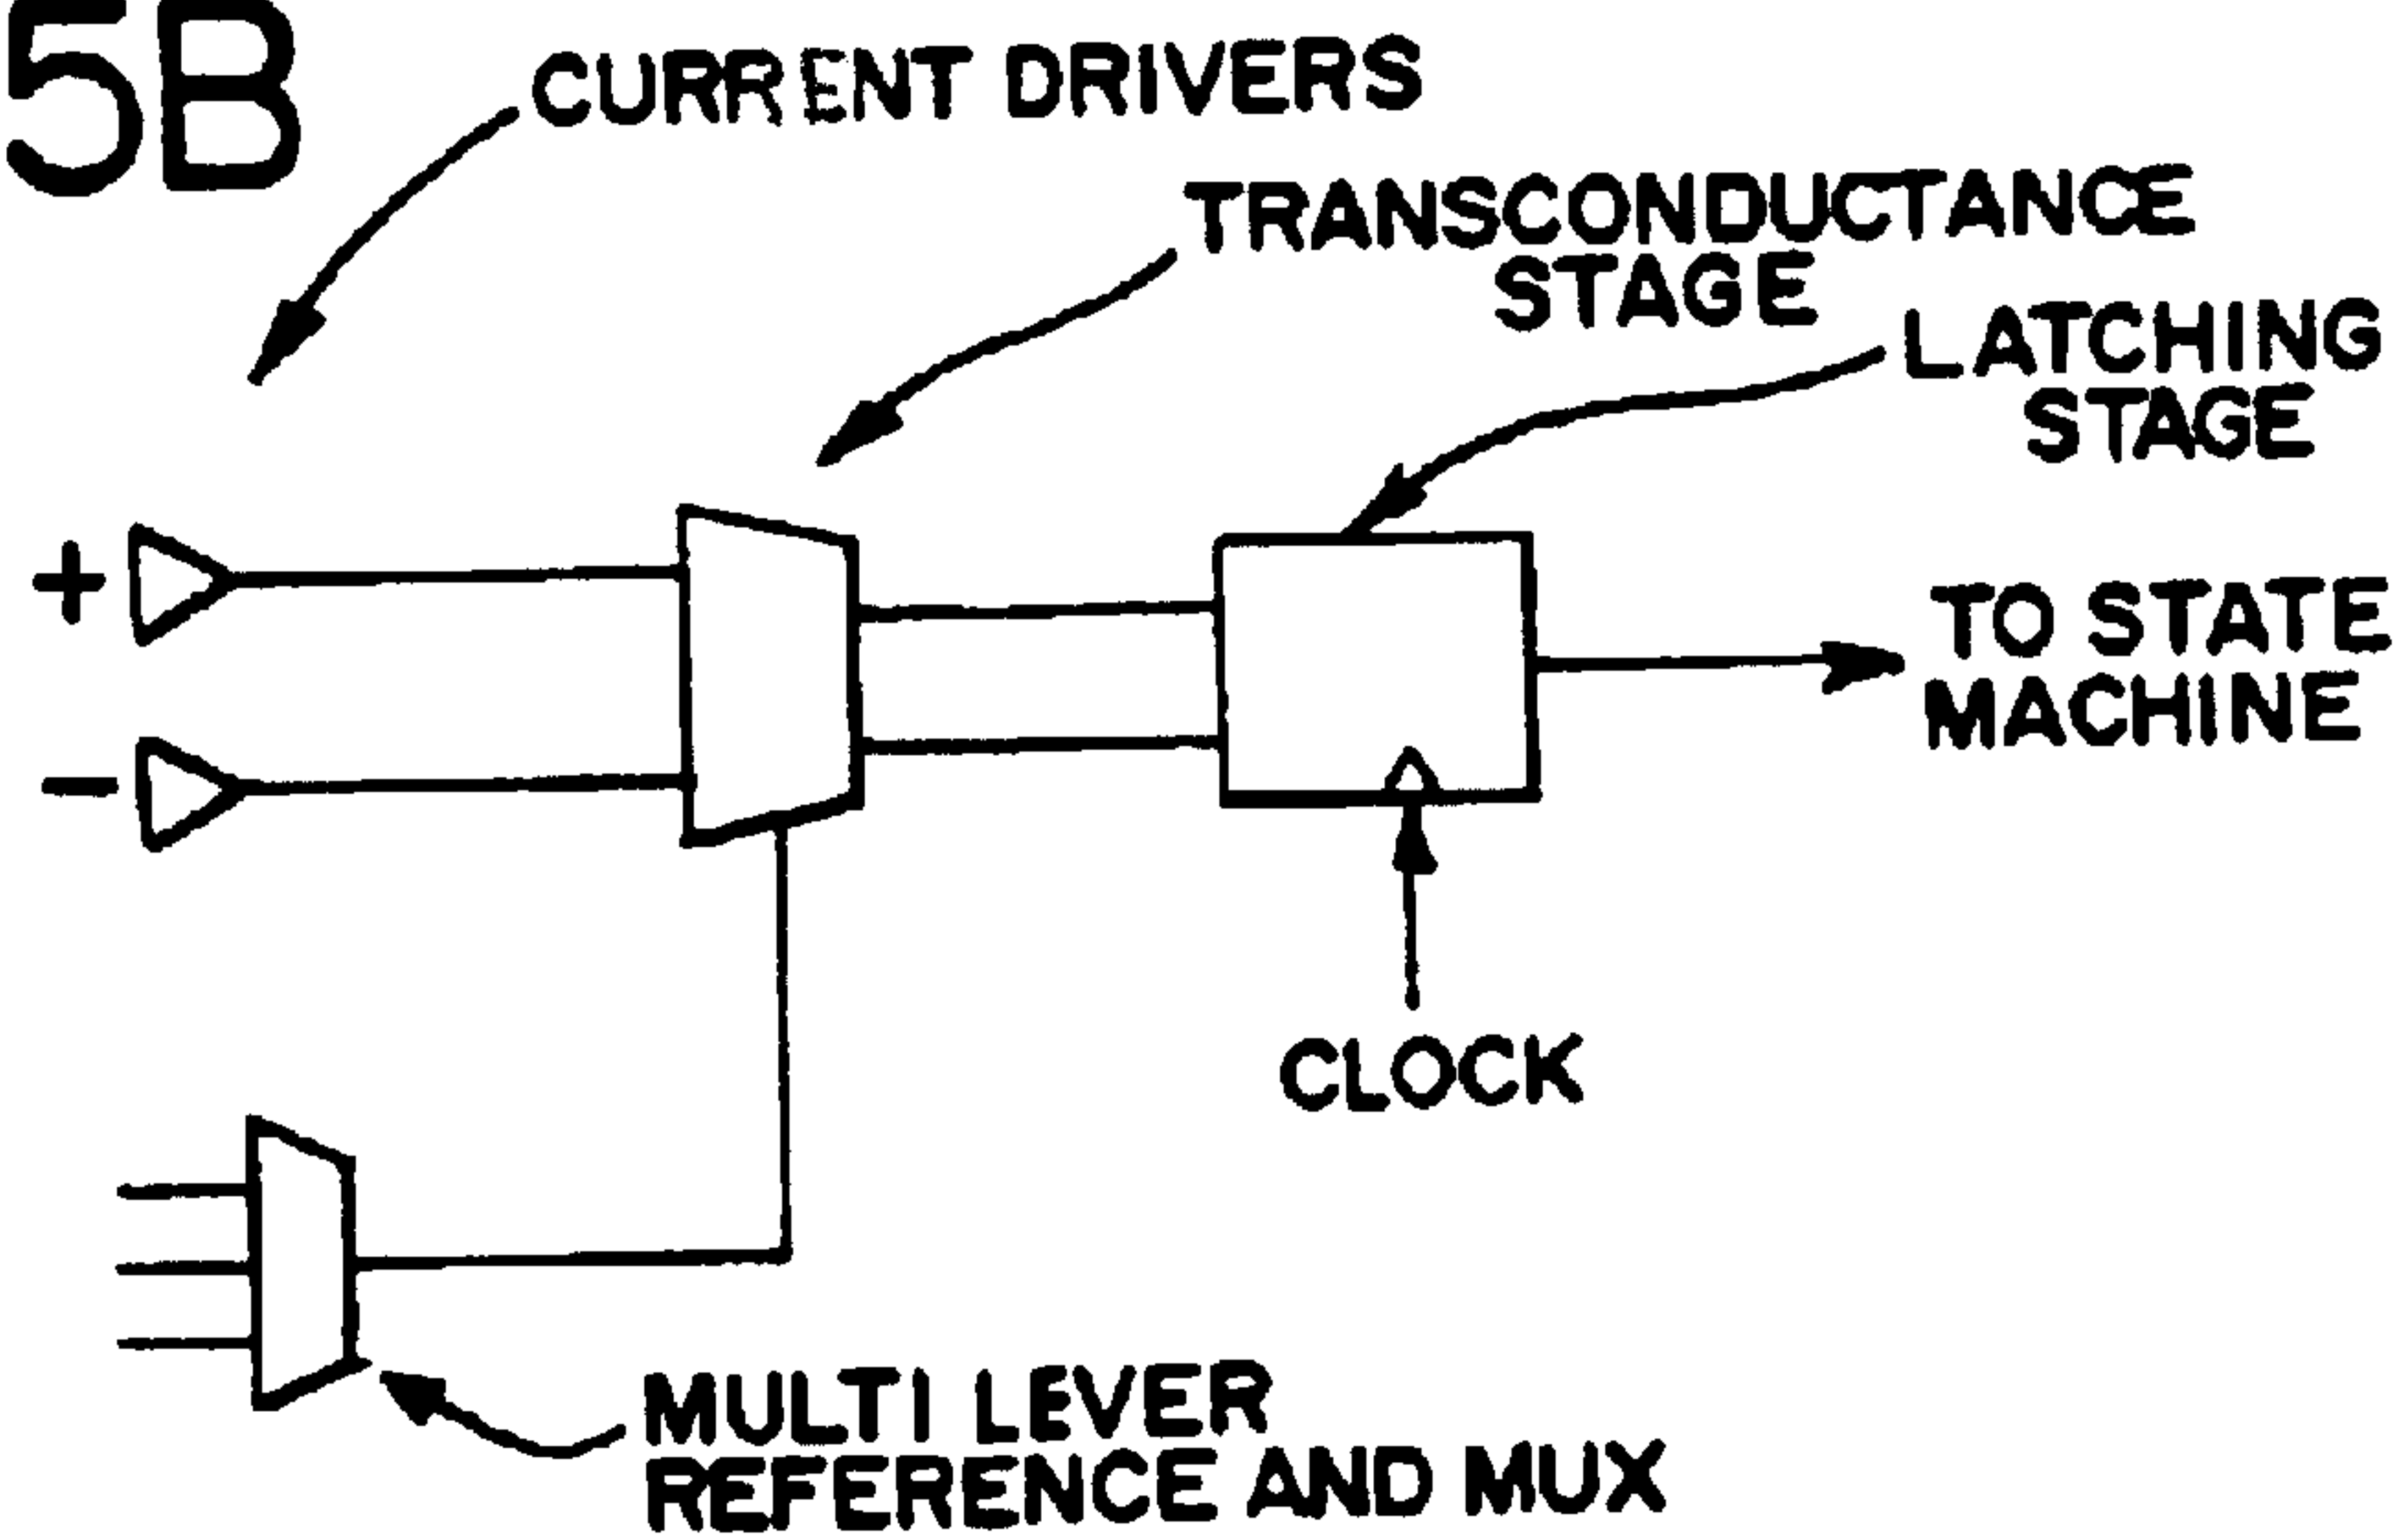 5B
CURRENT DRIVERS
TRANSCONDUCTANCE
STAGE
LATCHING
STAGE
+
TO STATE
MACHINE
−
CLOCK
MULTI LEVER
REFERENCE AND MUX